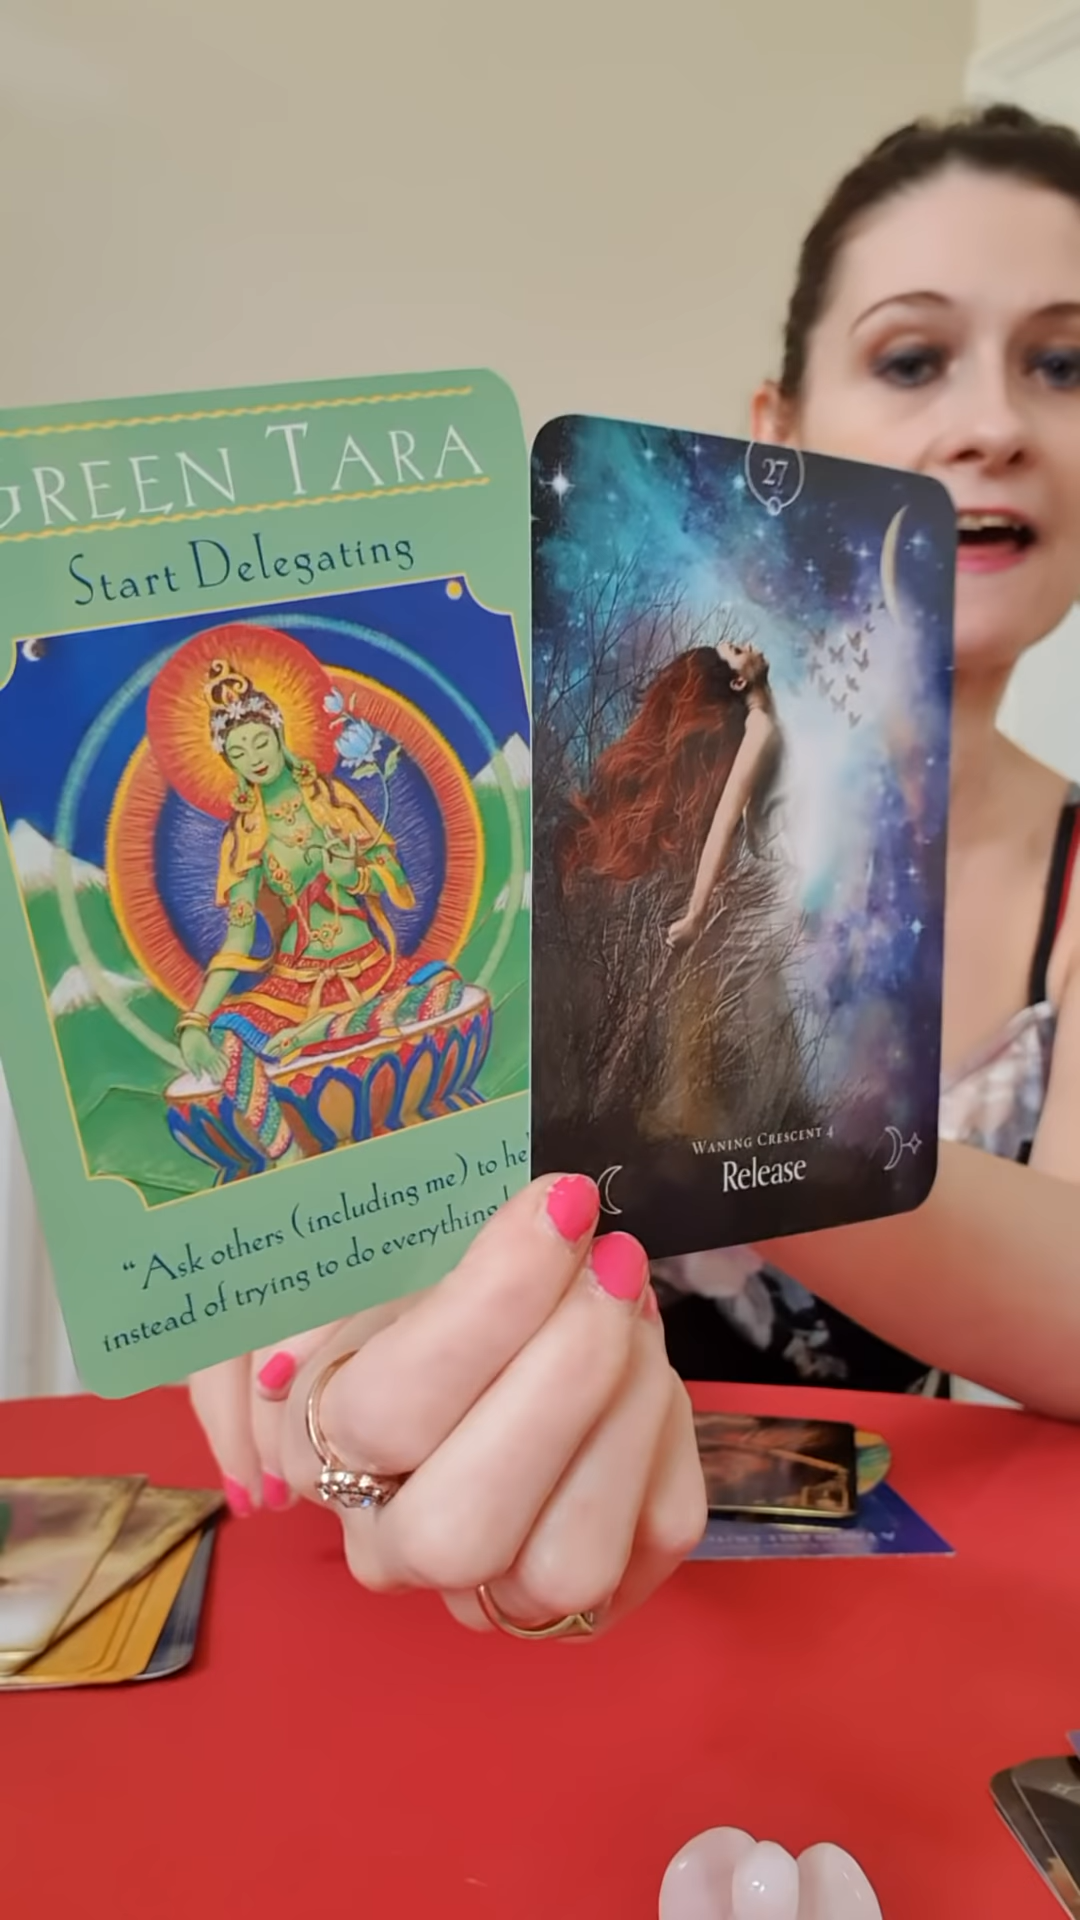 GREEN TARA
Start Delegating
"Ask others (including me) to
instead of trying to do everything
27
WANING CRESCENT 4
Release